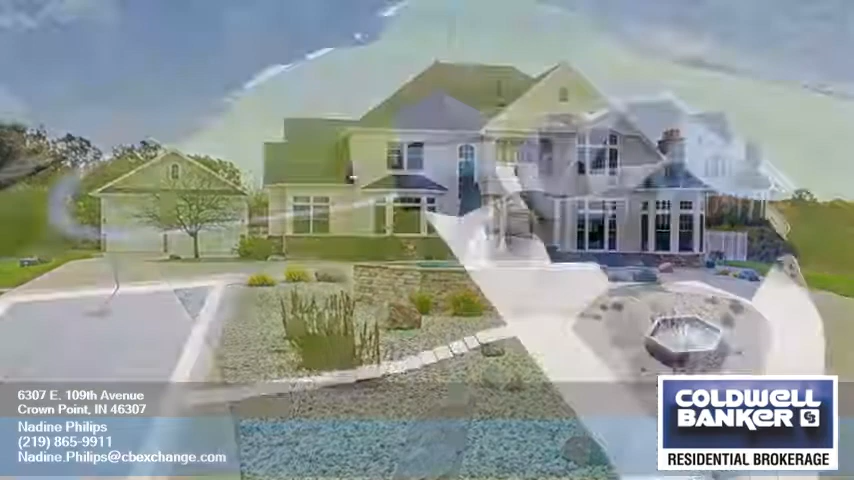 6307 E. 109th Avenue
Crown Point, IN 46307
Nadine Philips
(219) 865-9911
Nadine.Philips@cbexchange.com
COLDWELL
BANKER CB
RESIDENTIAL BROKERAGE